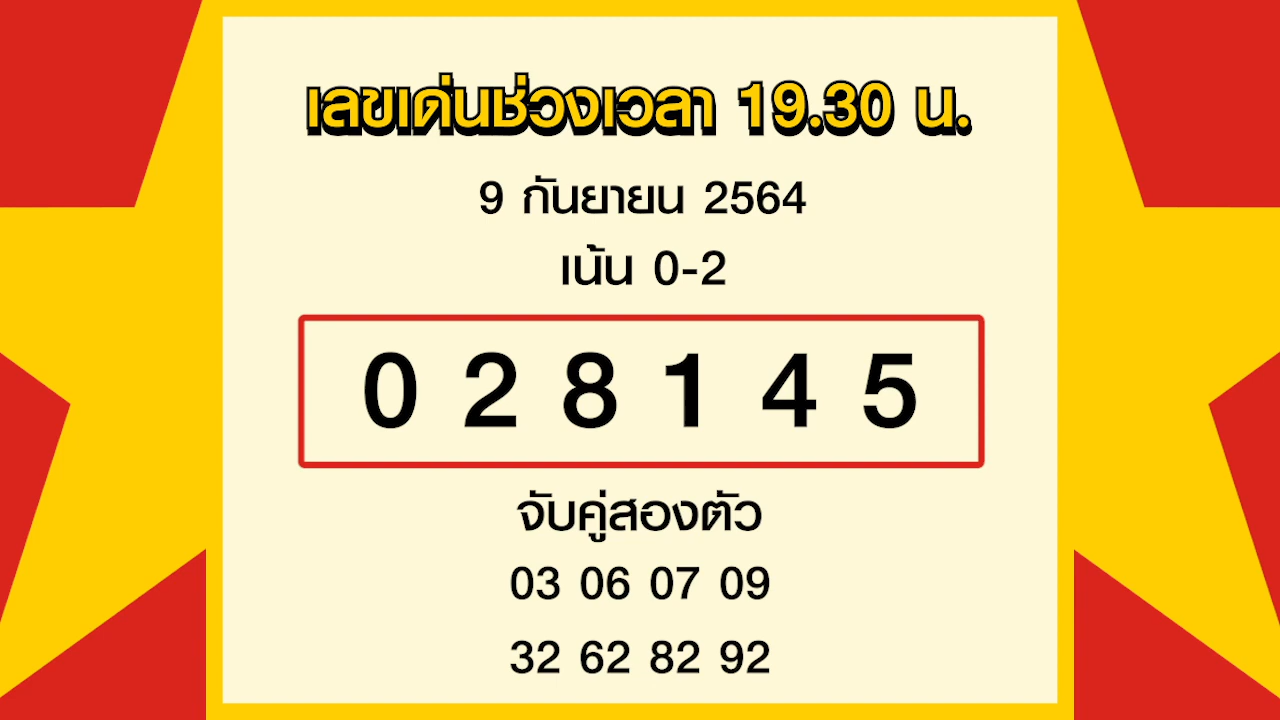 เลขเด่นช่วงเวลา 19.30 น.
9 กันยายน 2564
เน้น 0-2
0 2 8 1 4 5
จับคู่สองตัว
03 06 07 09
32 62 82 92